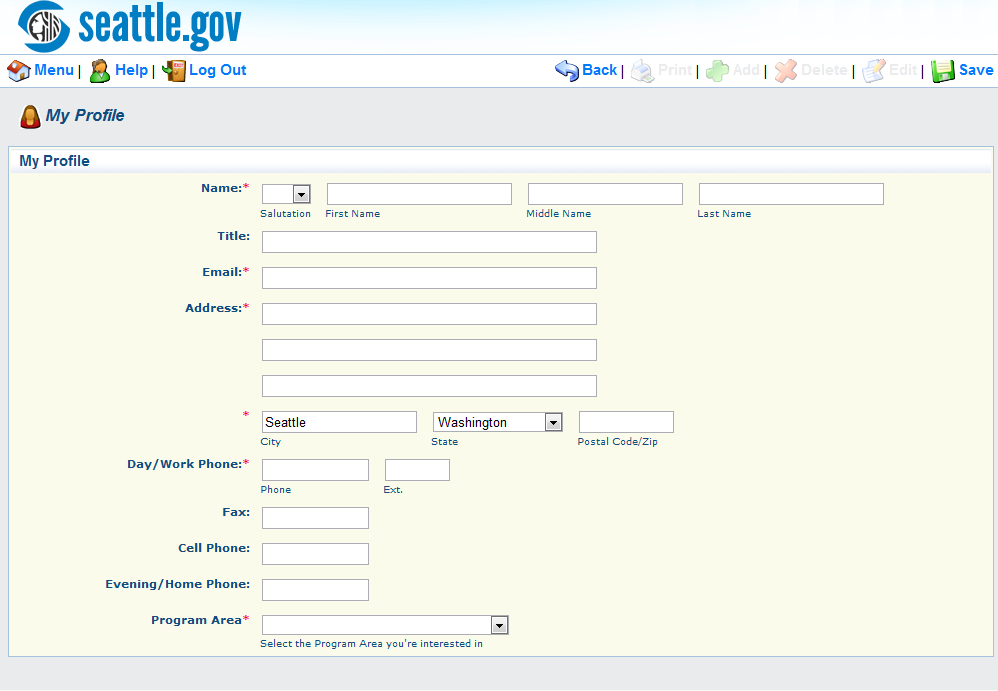 seattle.gov
Menu | Help | Log Out Back | Print | Add | Delete | Edit | Save
My Profile
My Profile
Name:*
Salutation First Name Middle Name Last Name
Title:
Email:*
Address:*
* Seattle Washington
City State Postal Code/Zip
Day/Work Phone:*
Phone Ext.
Fax:
Cell Phone:
Evening/Home Phone:
Program Area*
Select the Program Area you're interested in